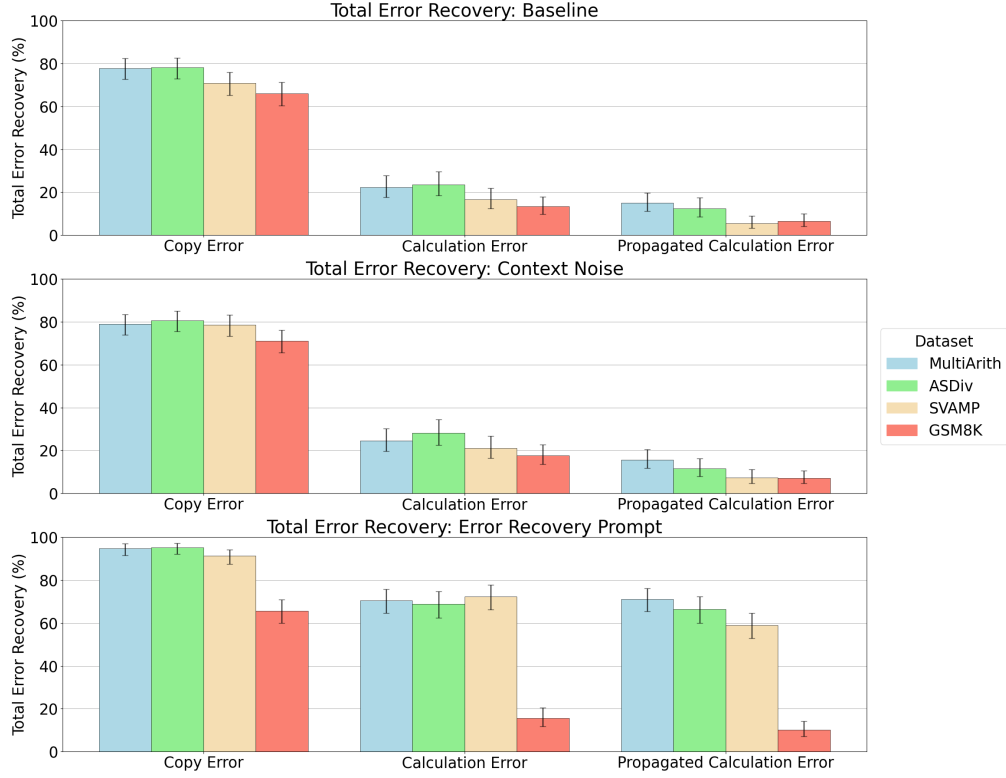 Total Error Recovery: Baseline
Total Error Recovery (%)
100
80
60
40
20
0
Copy Error
Calculation Error
Propagated Calculation Error
Total Error Recovery: Context Noise
Total Error Recovery (%)
100
80
60
40
20
0
Copy Error
Calculation Error
Propagated Calculation Error
Dataset
MultiArith
ASDiv
SVAMP
GSM8K
Total Error Recovery: Error Recovery Prompt
Total Error Recovery (%)
100
80
60
40
20
0
Copy Error
Calculation Error
Propagated Calculation Error